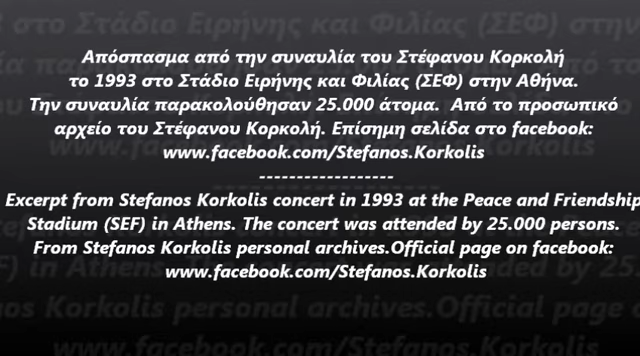 Απόσπασμα από την συναυλία του Στέφανου Κορκολή
το 1993 στο Στάδιο Ειρήνης και Φιλίας (ΣΕΦ) στην Αθήνα.
Την συναυλία παρακολούθησαν 25.000 άτομα. Από το προσωπικό
αρχείο του Στέφανου Κορκολή. Επίσημη σελίδα στο facebook:
www.facebook.com/Stefanos.Korkolis
------------------
Excerpt from Stefanos Korkolis concert in 1993 at the Peace and Friendship
Stadium (SEF) in Athens. The concert was attended by 25.000 persons.
From Stefanos Korkolis personal archives.Official page on facebook:
www.facebook.com/Stefanos.Korkolis